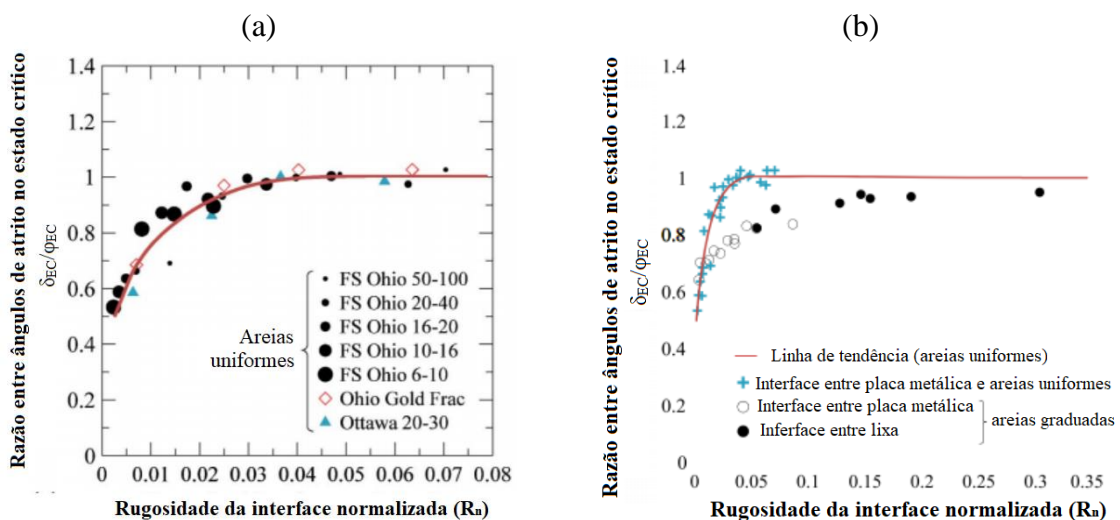 (a)
Razão entre ângulos de atrito no estado crítico
δEC/φEC
1.4
1.2
1
0.8
0.6
0.4
0.2
0
0 0.01 0.02 0.03 0.04 0.05 0.06 0.07 0.08
Areias
uniformes
FS Ohio 50-100
FS Ohio 20-40
FS Ohio 16-20
FS Ohio 10-16
FS Ohio 6-10
Ohio Gold Frac
Ottawa 20-30
Rugosidade da interface normalizada (Rn)
(b)
Razão entre ângulos de atrito no estado crítico
δEC/φEC
1.4
1.2
1
0.8
0.6
0.4
0.2
0
0 0.05 0.1 0.15 0.2 0.25 0.3 0.35
Linha de tendência (areias uniformes)
Interface entre placa metálica e areias uniformes
Interface entre placa metálica
Inferface entre lixa
areias graduadas
Rugosidade da interface normalizada (Rn)